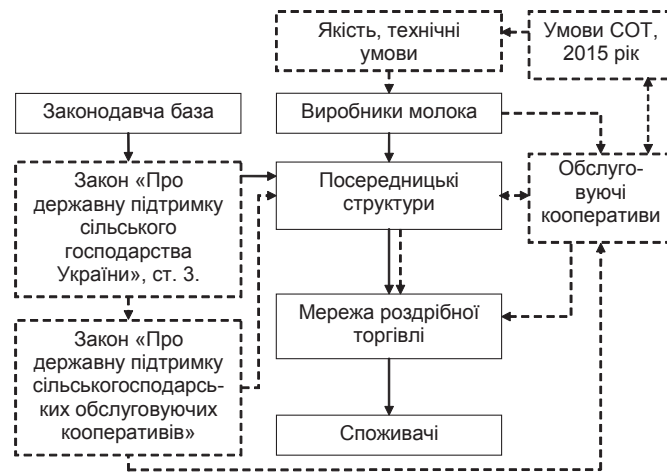 Якість, технічні
умови
Умови СОТ,
2015 рік
Законодавча база
Виробники молока
Закон «Про
державну підтримку
сільського
господарства
України», ст. 3.
Посередницькі
структури
Обслуго-
вуючі
кооперативи
Мережа роздрібної
торгівлі
Закон «Про
державну підтримку
сільськогосподарсь-
ких обслуговуючих
кооперативів»
Споживачі